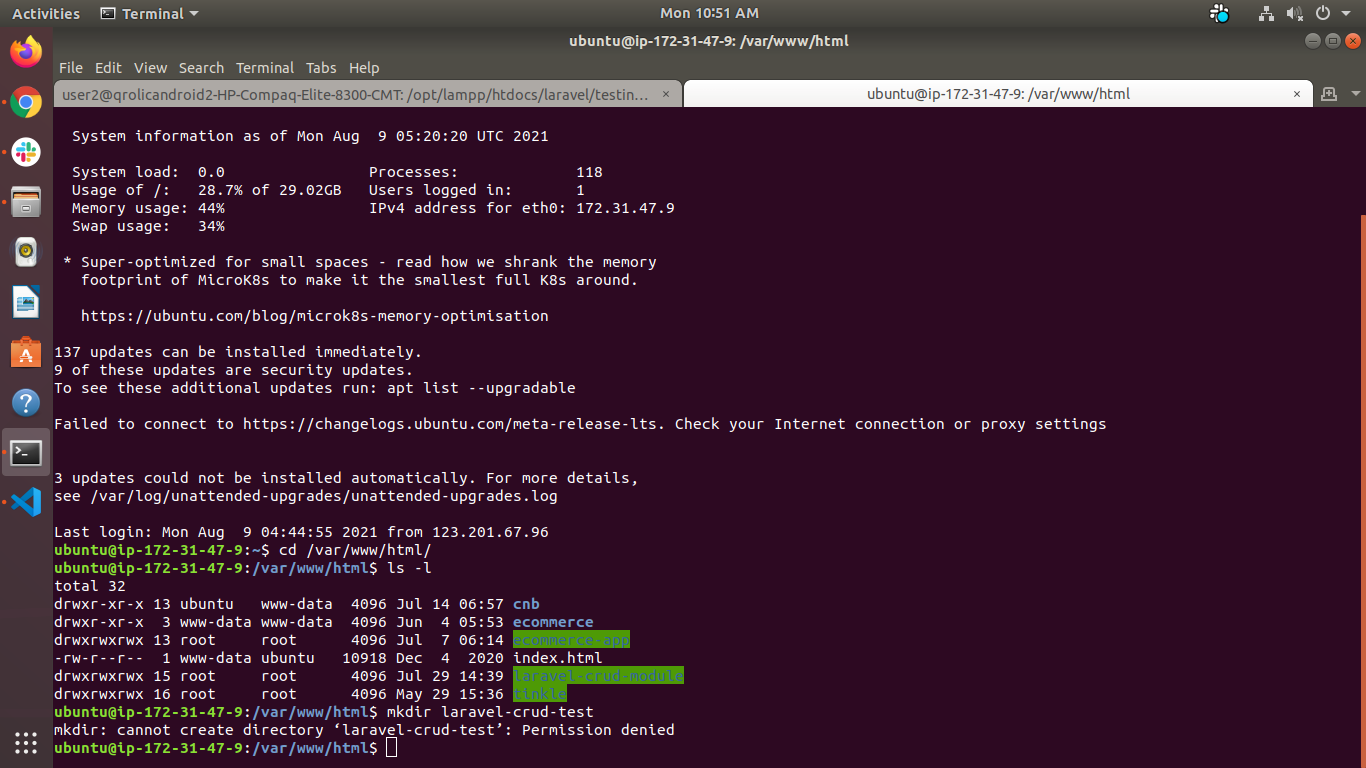 Activities Terminal Mon 10:51 AM
ubuntu@ip-172-31-47-9: /var/www/html
File Edit View Search Terminal Tabs Help
user2@qrolicandroid2-HP-Compaq-Elite-8300-CMT: /opt/lampp/htdocs/laravel/testin... × ubuntu@ip-172-31-47-9: /var/www/html ×
System information as of Mon Aug  9 05:20:20 UTC 2021
System load:  0.0                Processes:             118
Usage of /:   28.7% of 29.02GB   Users logged in:       1
Memory usage: 44%                IPv4 address for eth0: 172.31.47.9
Swap usage:   34%
* Super-optimized for small spaces - read how we shrank the memory
footprint of MicroK8s to make it the smallest full K8s around.
https://ubuntu.com/blog/microk8s-memory-optimisation
137 updates can be installed immediately.
9 of these updates are security updates.
To see these additional updates run: apt list --upgradable
Failed to connect to https://changelogs.ubuntu.com/meta-release-lts. Check your Internet connection or proxy settings
3 updates could not be installed automatically. For more details,
see /var/log/unattended-upgrades/unattended-upgrades.log
Last login: Mon Aug  9 04:44:55 2021 from 123.201.67.96
ubuntu@ip-172-31-47-9:~$ cd /var/www/html/
ubuntu@ip-172-31-47-9:/var/www/html$ ls -l
total 32
drwxr-xr-x 13 ubuntu   www-data  4096 Jul 14 06:57 cnb
drwxr-xr-x  3 www-data www-data  4096 Jun  4 05:53 ecommerce
drwxrwxrwx 13 root     root      4096 Jul  7 06:14 ecommerce-app
-rw-r--r--  1 www-data ubuntu   10918 Dec  4  2020 index.html
drwxrwxrwx 15 root     root      4096 Jul 29 14:39 laravel-crud-module
drwxrwxrwx 16 root     root      4096 May 29 15:36 tinkle
ubuntu@ip-172-31-47-9:/var/www/html$ mkdir laravel-crud-test
mkdir: cannot create directory ‘laravel-crud-test’: Permission denied
ubuntu@ip-172-31-47-9:/var/www/html$